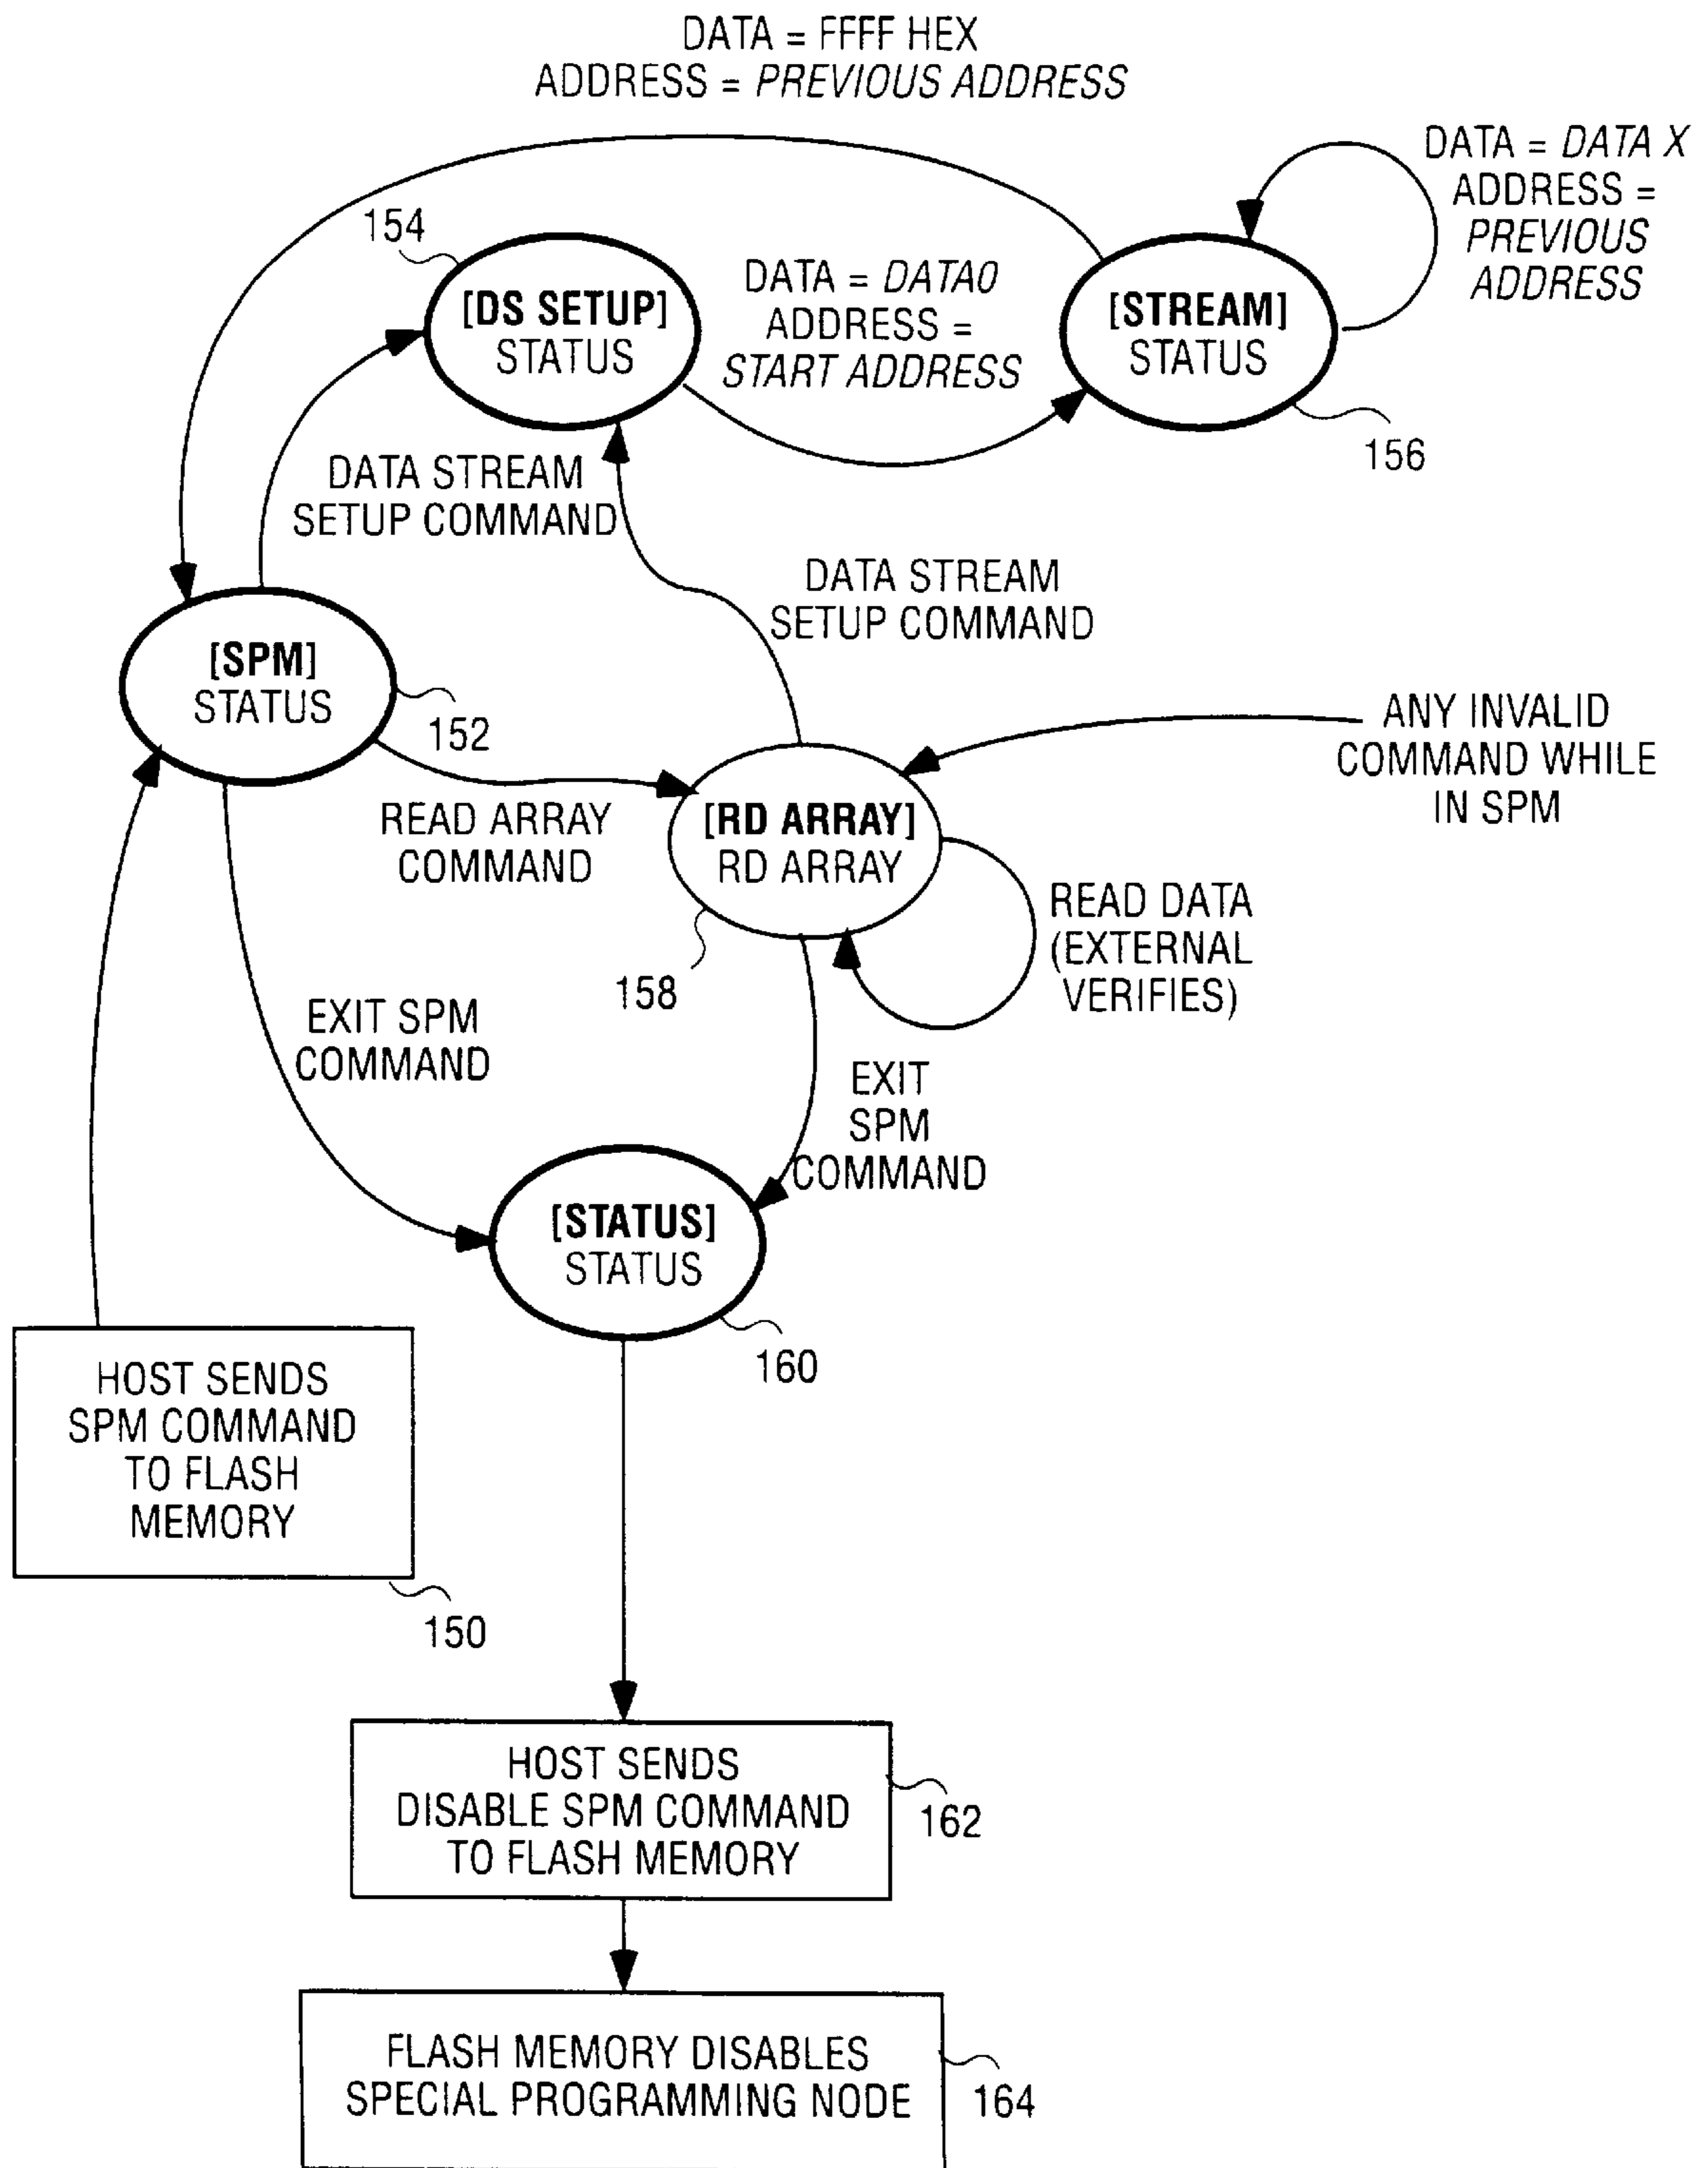 DATA = FFFF HEX
ADDRESS = PREVIOUS ADDRESS
DATA = DATA X
ADDRESS =
PREVIOUS
ADDRESS
154
[DS SETUP]
STATUS
DATA = DATA0
ADDRESS =
START ADDRESS
[STREAM]
STATUS
156
DATA STREAM
SETUP COMMAND
DATA STREAM
SETUP COMMAND
[SPM]
STATUS
152
ANY INVALID
COMMAND WHILE
IN SPM
READ ARRAY
COMMAND
[RD ARRAY]
RD ARRAY
158
READ DATA
(EXTERNAL
VERIFIES)
EXIT SPM
COMMAND
EXIT
SPM
COMMAND
[STATUS]
STATUS
160
HOST SENDS
SPM COMMAND
TO FLASH
MEMORY
150
HOST SENDS
DISABLE SPM COMMAND
TO FLASH MEMORY
162
FLASH MEMORY DISABLES
SPECIAL PROGRAMMING NODE
164